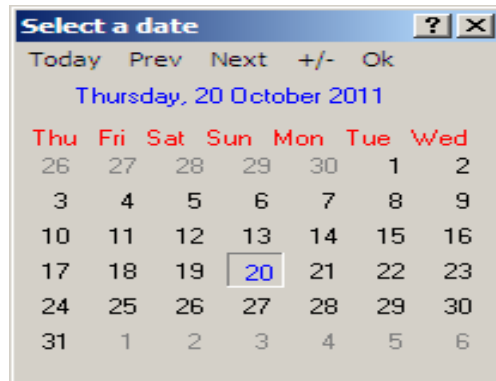 Select a date ? X
Today Prev Next +/- Ok
Thursday, 20 October 2011
Thu Fri Sat Sun Mon Tue Wed
26 27 28 29 30 1 2
3 4 5 6 7 8 9
10 11 12 13 14 15 16
17 18 19 20 21 22 23
24 25 26 27 28 29 30
31 1 2 3 4 5 6